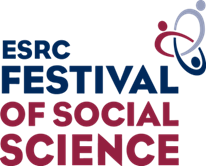 ESRC
FESTIVAL
OF SOCIAL
SCIENCE